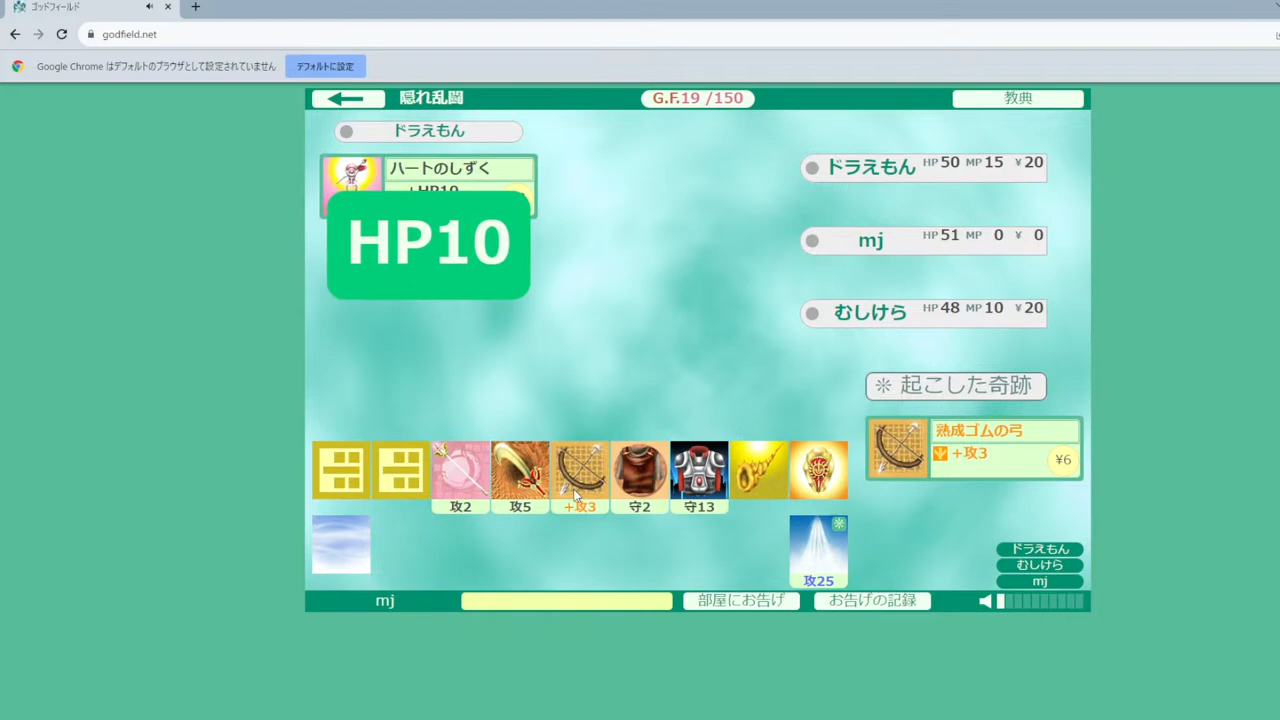 ゴッドフィールド
godfield.net
Google Chrome はデフォルトのブラウザとして設定されていません
デフォルトに設定
隠れ乱闘
G.F.19 /150
教典
ドラえもん
ハートのしずく
+HP10
HP10
ドラえもん HP 50 MP 15 ¥ 20
mj HP 51 MP 0 ¥ 0
むしけら HP 48 MP 10 ¥ 20
※ 起こした奇跡
熟成ゴムの弓
+攻3
¥6
攻2
攻5
+攻3
守2
守13
攻25
ドラえもん
むしけら
mj
mj
部屋にお告げ
お告げの記録